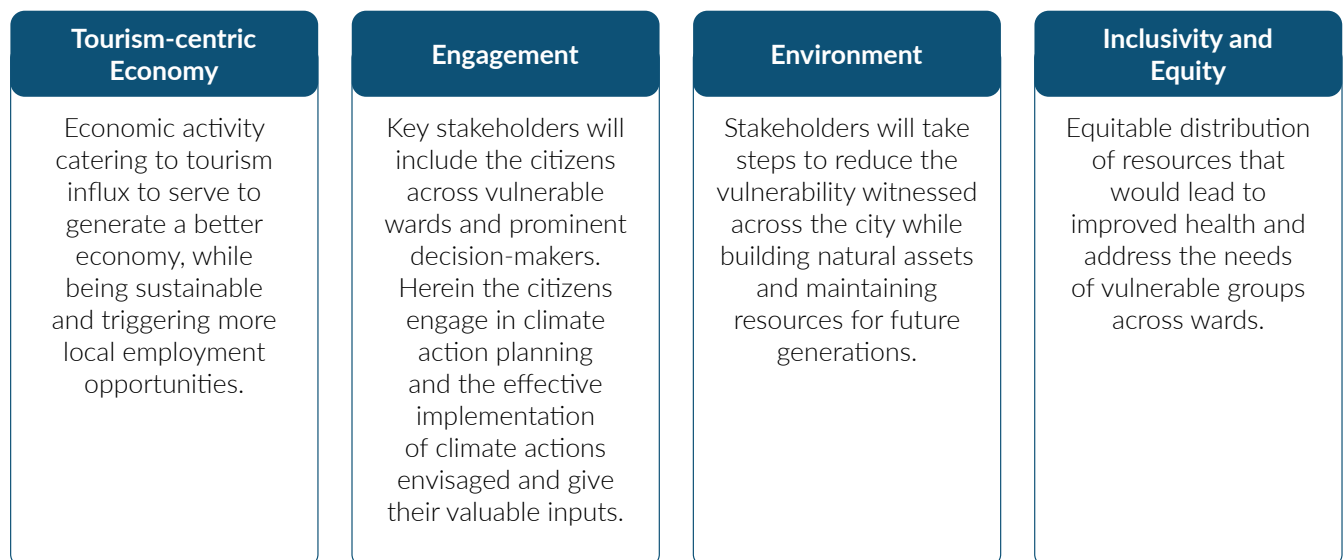 Tourism-centric
Economy
Economic activity
catering to tourism
influx to serve to
generate a better
economy, while
being sustainable
and triggering more
local employment
opportunities.
Engagement
Key stakeholders will
include the citizens
across vulnerable
wards and prominent
decision-makers.
Herein the citizens
engage in climate
action planning
and the effective
implementation
of climate actions
envisaged and give
their valuable inputs.
Environment
Stakeholders will take
steps to reduce the
vulnerability witnessed
across the city while
building natural assets
and maintaining
resources for future
generations.
Inclusivity and
Equity
Equitable distribution
of resources that
would lead to
improved health and
address the needs
of vulnerable groups
across wards.